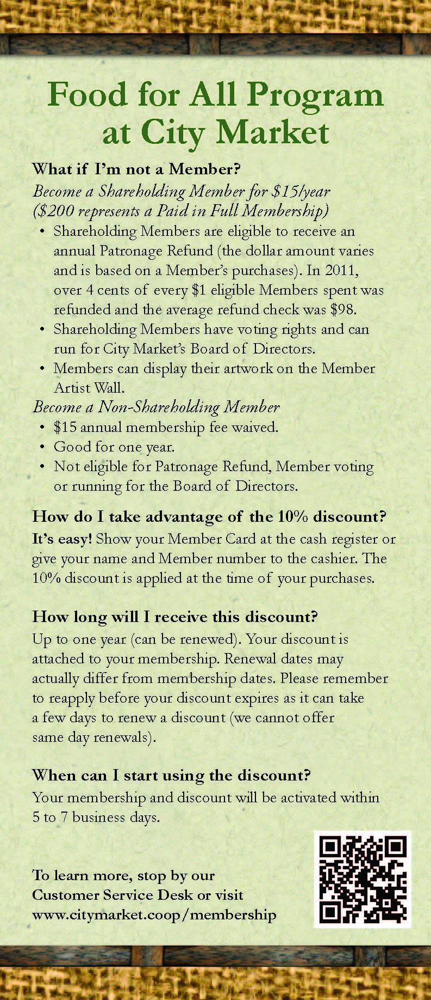 Food for All Program
at City Market
What if I'm not a Member?
Become a Shareholding Member for $15/year
($200 represents a Paid in Full Membership)
• Shareholding Members are eligible to receive an
annual Patronage Refund (the dollar amount varies
and is based on a Member's purchases). In 2011,
over 4 cents of every $1 eligible Members spent was
refunded and the average refund check was $98.
• Shareholding Members have voting rights and can
run for City Market's Board of Directors.
• Members can display their artwork on the Member
Artist Wall.
Become a Non-Shareholding Member
• $15 annual membership fee waived.
• Good for one year.
• Not eligible for Patronage Refund, Member voting
or running for the Board of Directors.
How do I take advantage of the 10% discount?
It's easy! Show your Member Card at the cash register or
give your name and Member number to the cashier. The
10% discount is applied at the time of your purchases.
How long will I receive this discount?
Up to one year (can be renewed). Your discount is
attached to your membership. Renewal dates may
actually differ from membership dates. Please remember
to reapply before your discount expires as it can take
a few days to renew a discount (we cannot offer
same day renewals).
When can I start using the discount?
Your membership and discount will be activated within
5 to 7 business days.
To learn more, stop by our
Customer Service Desk or visit
www.citymarket.coop/membership